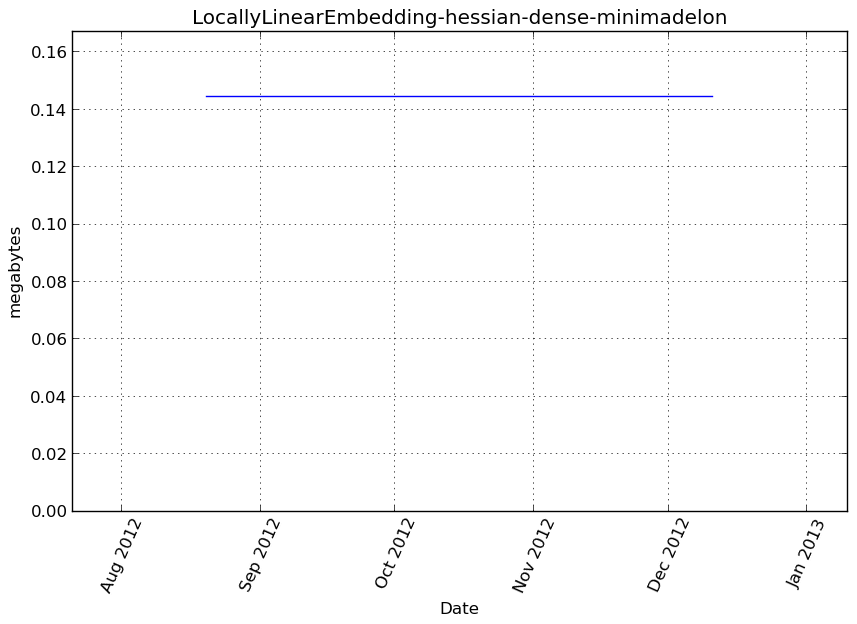 LocallyLinearEmbedding-hessian-dense-minimadelon
0.16
0.14
0.12
0.10
0.08
0.06
0.04
0.02
0.00
megabytes
Aug 2012
Sep 2012
Oct 2012
Nov 2012
Dec 2012
Jan 2013
Date